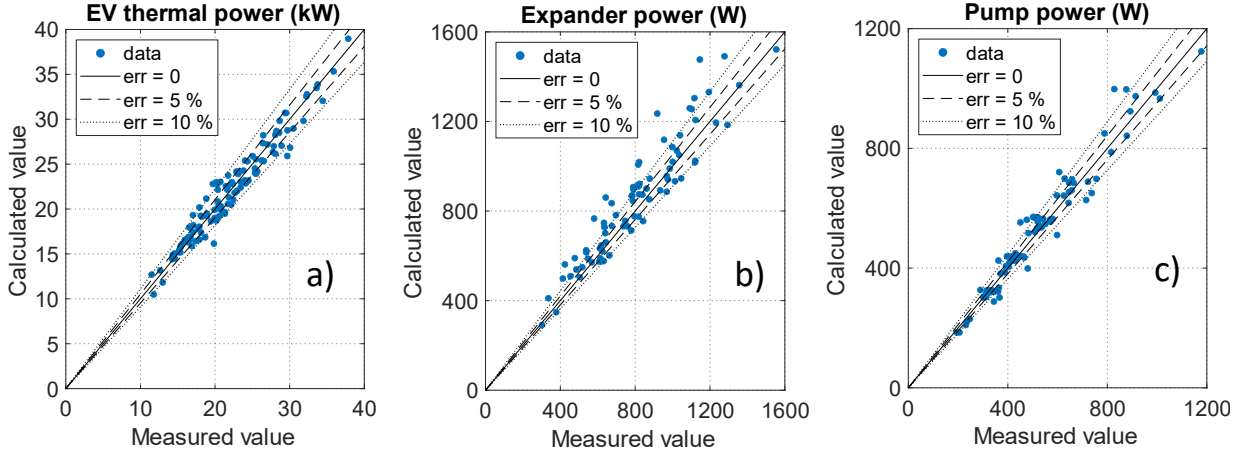 EV thermal power (kW)
40
35
30
25
20
15
10
5
0
0
10
20
30
40
Calculated value
Measured value
data
err = 0
err = 5 %
err = 10 %
a)
Expander power (W)
1600
1200
800
400
0
0
400
800
1200
1600
Calculated value
Measured value
data
err = 0
err = 5 %
err = 10 %
b)
Pump power (W)
1200
800
400
0
0
400
800
1200
Calculated value
Measured value
data
err = 0
err = 5 %
err = 10 %
c)